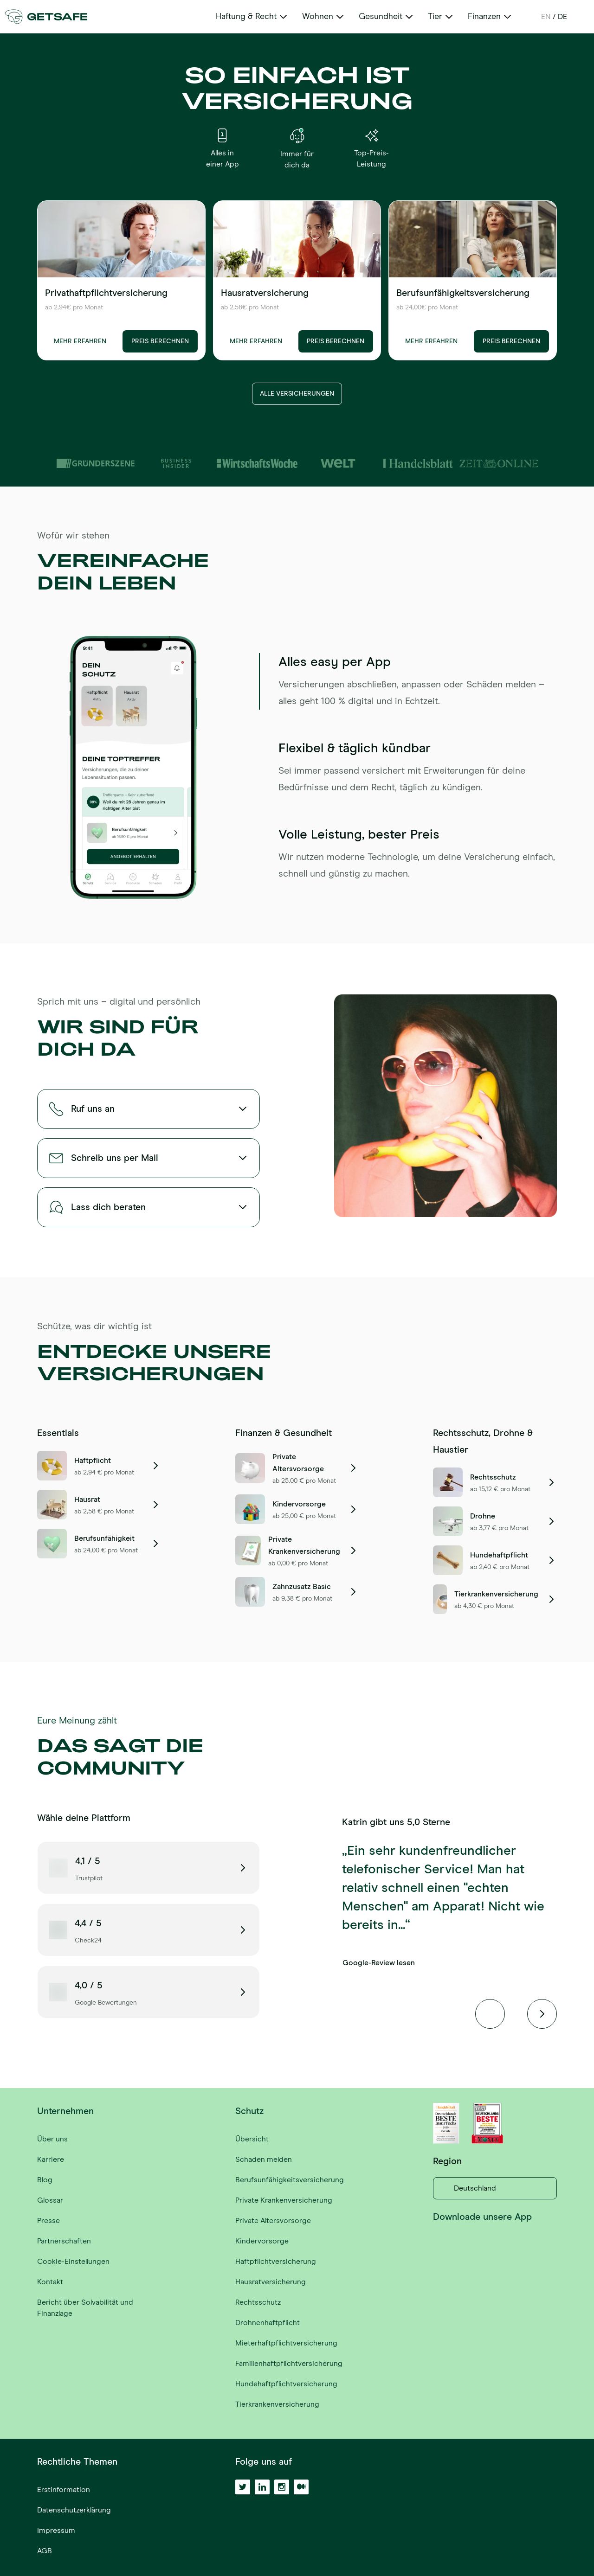 GETSAFE
Haftung & Recht
Wohnen
Gesundheit
Tier
Finanzen
EN / DE
SO EINFACH IST
VERSICHERUNG
Alles in
einer App
Immer für
dich da
Top-Preis-
Leistung
Privathaftpflichtversicherung
ab 2,94€ pro Monat
MEHR ERFAHREN
PREIS BERECHNEN
Hausratversicherung
ab 2,58€ pro Monat
MEHR ERFAHREN
PREIS BERECHNEN
Berufsunfähigkeitsversicherung
ab 24,00€ pro Monat
MEHR ERFAHREN
PREIS BERECHNEN
ALLE VERSICHERUNGEN
GRÜNDERSZENE
BUSINESS
INSIDER
WirtschaftsWoche
WELT
Handelsblatt
ZEIT ONLINE
Wofür wir stehen
VEREINFACHE
DEIN LEBEN
9:41
DEIN
SCHUTZ
Haftpflicht
Hausrat
DEINE TOPTREFFER
Versicherungen, die zu deiner
Lebenssituation passen.
Weil du mit 28 Jahren genau im
richtigen Alter bist
Berufsunfähigkeit
ANGEBOT ERHALTEN
Alles easy per App
Versicherungen abschließen, anpassen oder Schäden melden –
alles geht 100 % digital und in Echtzeit.
Flexibel & täglich kündbar
Sei immer passend versichert mit Erweiterungen für deine
Bedürfnisse und dem Recht, täglich zu kündigen.
Volle Leistung, bester Preis
Wir nutzen moderne Technologie, um deine Versicherung einfach,
schnell und günstig zu machen.
Sprich mit uns – digital und persönlich
WIR SIND FÜR
DICH DA
Ruf uns an
Schreib uns per Mail
Lass dich beraten
Schütze, was dir wichtig ist
ENTDECKE UNSERE
VERSICHERUNGEN
Essentials
Haftpflicht
ab 2,94 € pro Monat
Hausrat
ab 2,58 € pro Monat
Berufsunfähigkeit
ab 24,00 € pro Monat
Finanzen & Gesundheit
Private
Altersvorsorge
ab 25,00 € pro Monat
Kindervorsorge
ab 25,00 € pro Monat
Private
Krankenversicherung
ab 0,00 € pro Monat
Zahnzusatz Basic
ab 9,38 € pro Monat
Rechtsschutz, Drohne &
Haustier
Rechtsschutz
ab 15,12 € pro Monat
Drohne
ab 3,77 € pro Monat
Hundehaftpflicht
ab 2,40 € pro Monat
Tierkrankenversicherung
ab 4,30 € pro Monat
Eure Meinung zählt
DAS SAGT DIE
COMMUNITY
Wähle deine Plattform
4,1 / 5
Trustpilot
4,4 / 5
Check24
4,0 / 5
Google Bewertungen
Katrin gibt uns 5,0 Sterne
„Ein sehr kundenfreundlicher
telefonischer Service! Man hat
relativ schnell einen "echten
Menschen" am Apparat! Nicht wie
bereits in...“
Google-Review lesen
Unternehmen
Über uns
Karriere
Blog
Glossar
Presse
Partnerschaften
Cookie-Einstellungen
Kontakt
Bericht über Solvabilität und
Finanzlage
Schutz
Übersicht
Schaden melden
Berufsunfähigkeitsversicherung
Private Krankenversicherung
Private Altersvorsorge
Kindervorsorge
Haftpflichtversicherung
Hausratversicherung
Rechtsschutz
Drohnenhaftpflicht
Mieterhaftpflichtversicherung
Familienhaftpflichtversicherung
Hundehaftpflichtversicherung
Tierkrankenversicherung
BESTE
BESTE
Region
Deutschland
Downloade unsere App
Rechtliche Themen
Erstinformation
Datenschutzerklärung
Impressum
AGB
Folge uns auf